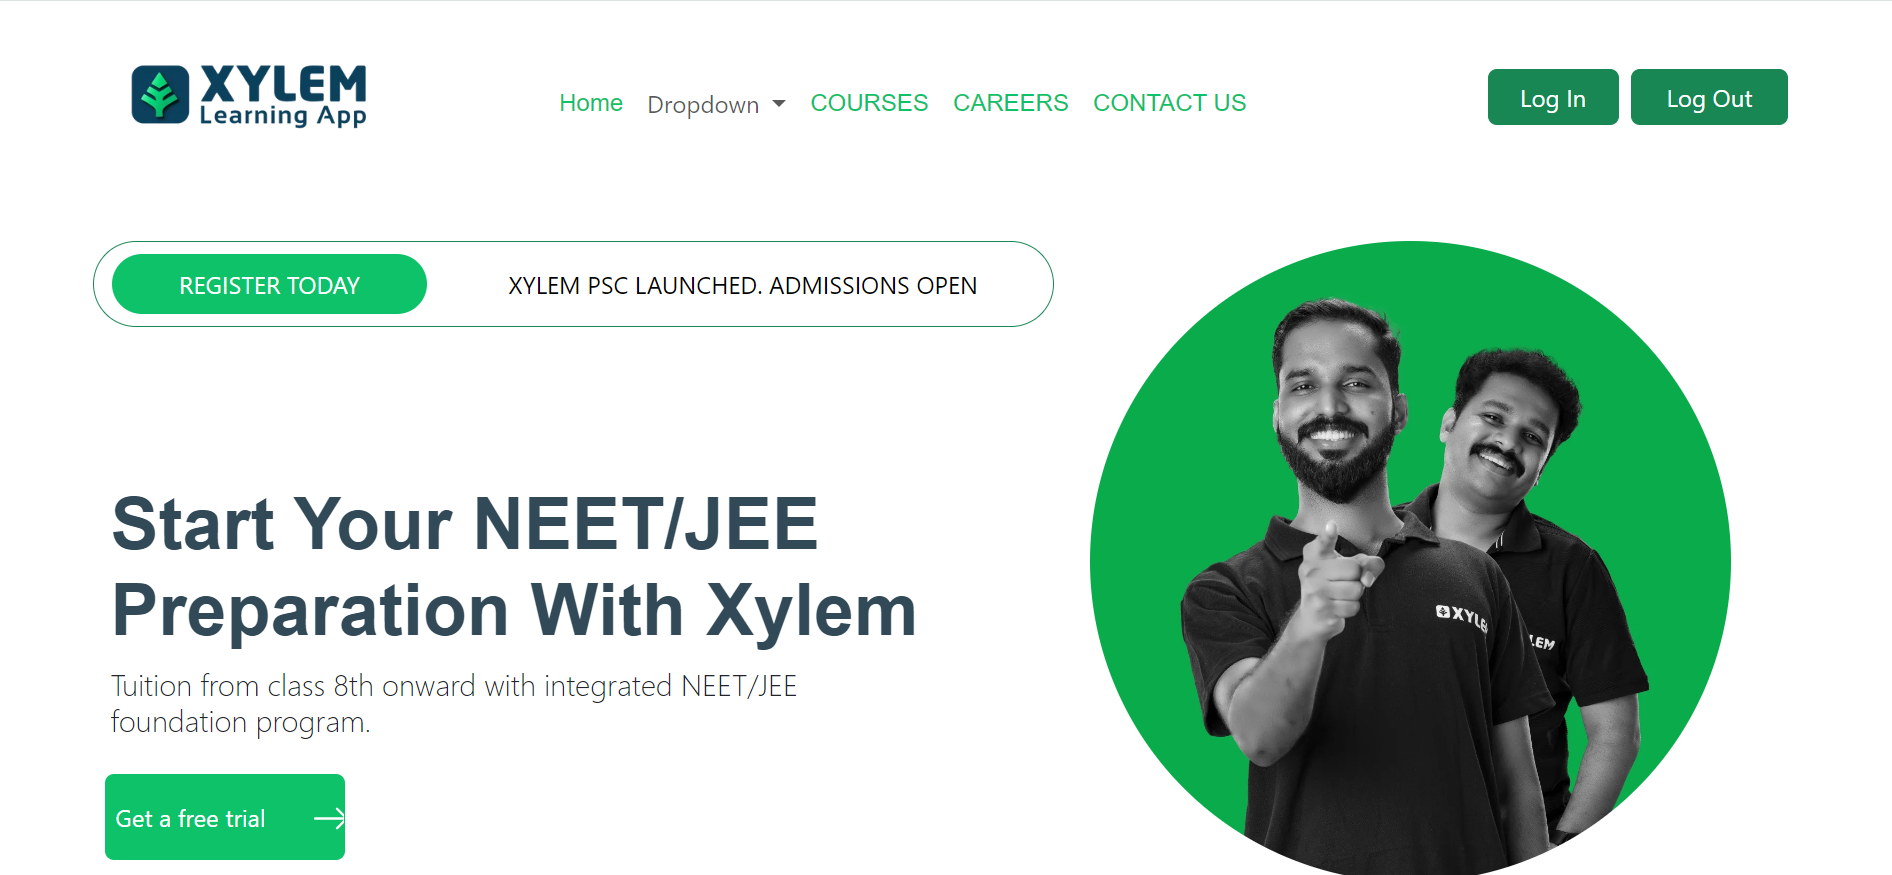 XYLEM
Learning App
Home Dropdown COURSES CAREERS CONTACT US
Log In Log Out
REGISTER TODAY XYLEM PSC LAUNCHED. ADMISSIONS OPEN
Start Your NEET/JEE
Preparation With Xylem
Tuition from class 8th onward with integrated NEET/JEE
foundation program.
Get a free trial
XYLE
LEM